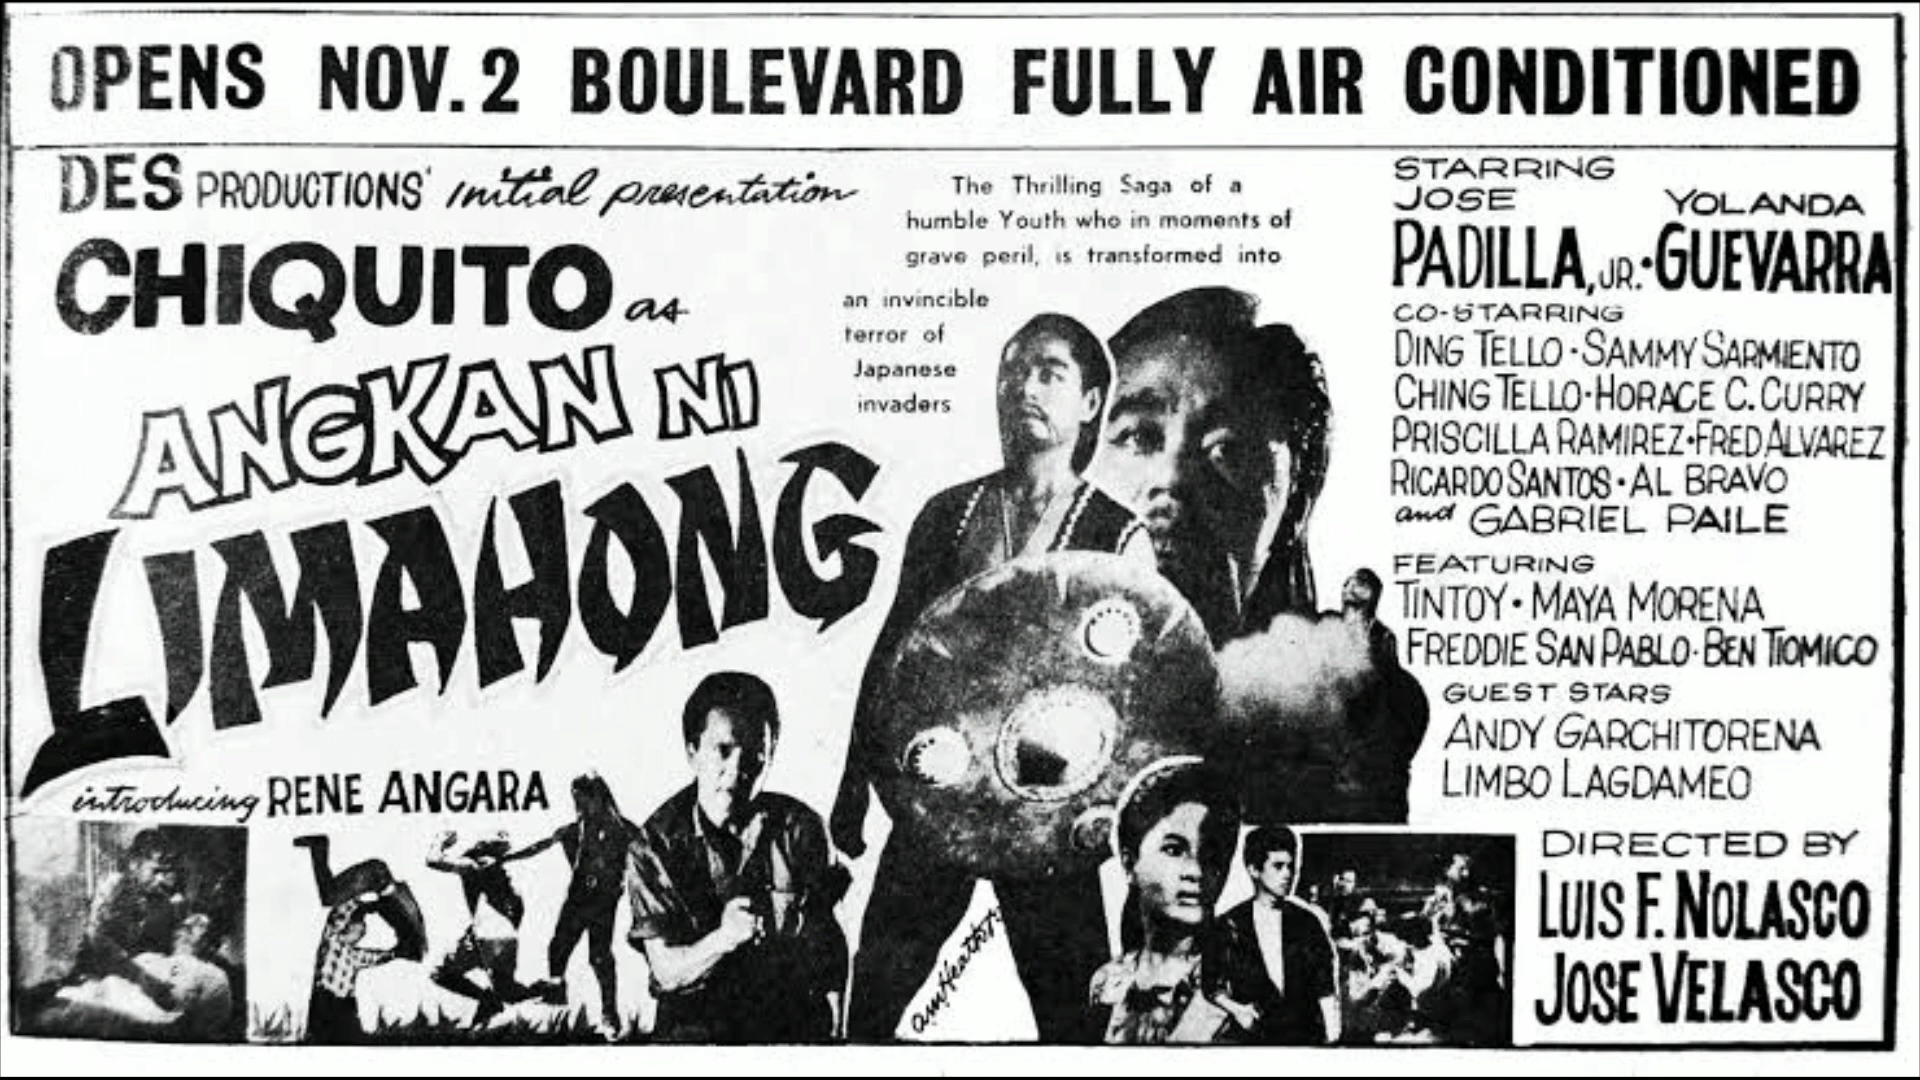 OPENS NOV. 2 BOULEVARD FULLY AIR CONDITIONED
DES PRODUCTIONS' initial presentation
CHIQUITO as
ANGKAN NI
LIMAHONG
introducing RENE ANGARA
The Thrilling Saga of a
humble Youth who in moments of
grave peril, is transformed into
an invincible
terror of
Japanese
invaders
STARRING
JOSE YOLANDA
PADILLA, JR. • GUEVARRA
CO-STARRING
DING TELLO • SAMMY SARMIENTO
CHING TELLO • HORACE C. CURRY
PRISCILLA RAMIREZ • FRED ALVAREZ
RICARDO SANTOS • AL BRAVO
and GABRIEL PAILE
FEATURING
TINTOY • MAYA MORENA
FREDDIE SAN PABLO • BEN TIOMICO
GUEST STARS
ANDY GARCHITORENA
LIMBO LAGDAMEO
DIRECTED BY
LUIS F. NOLASCO
JOSE VELASCO